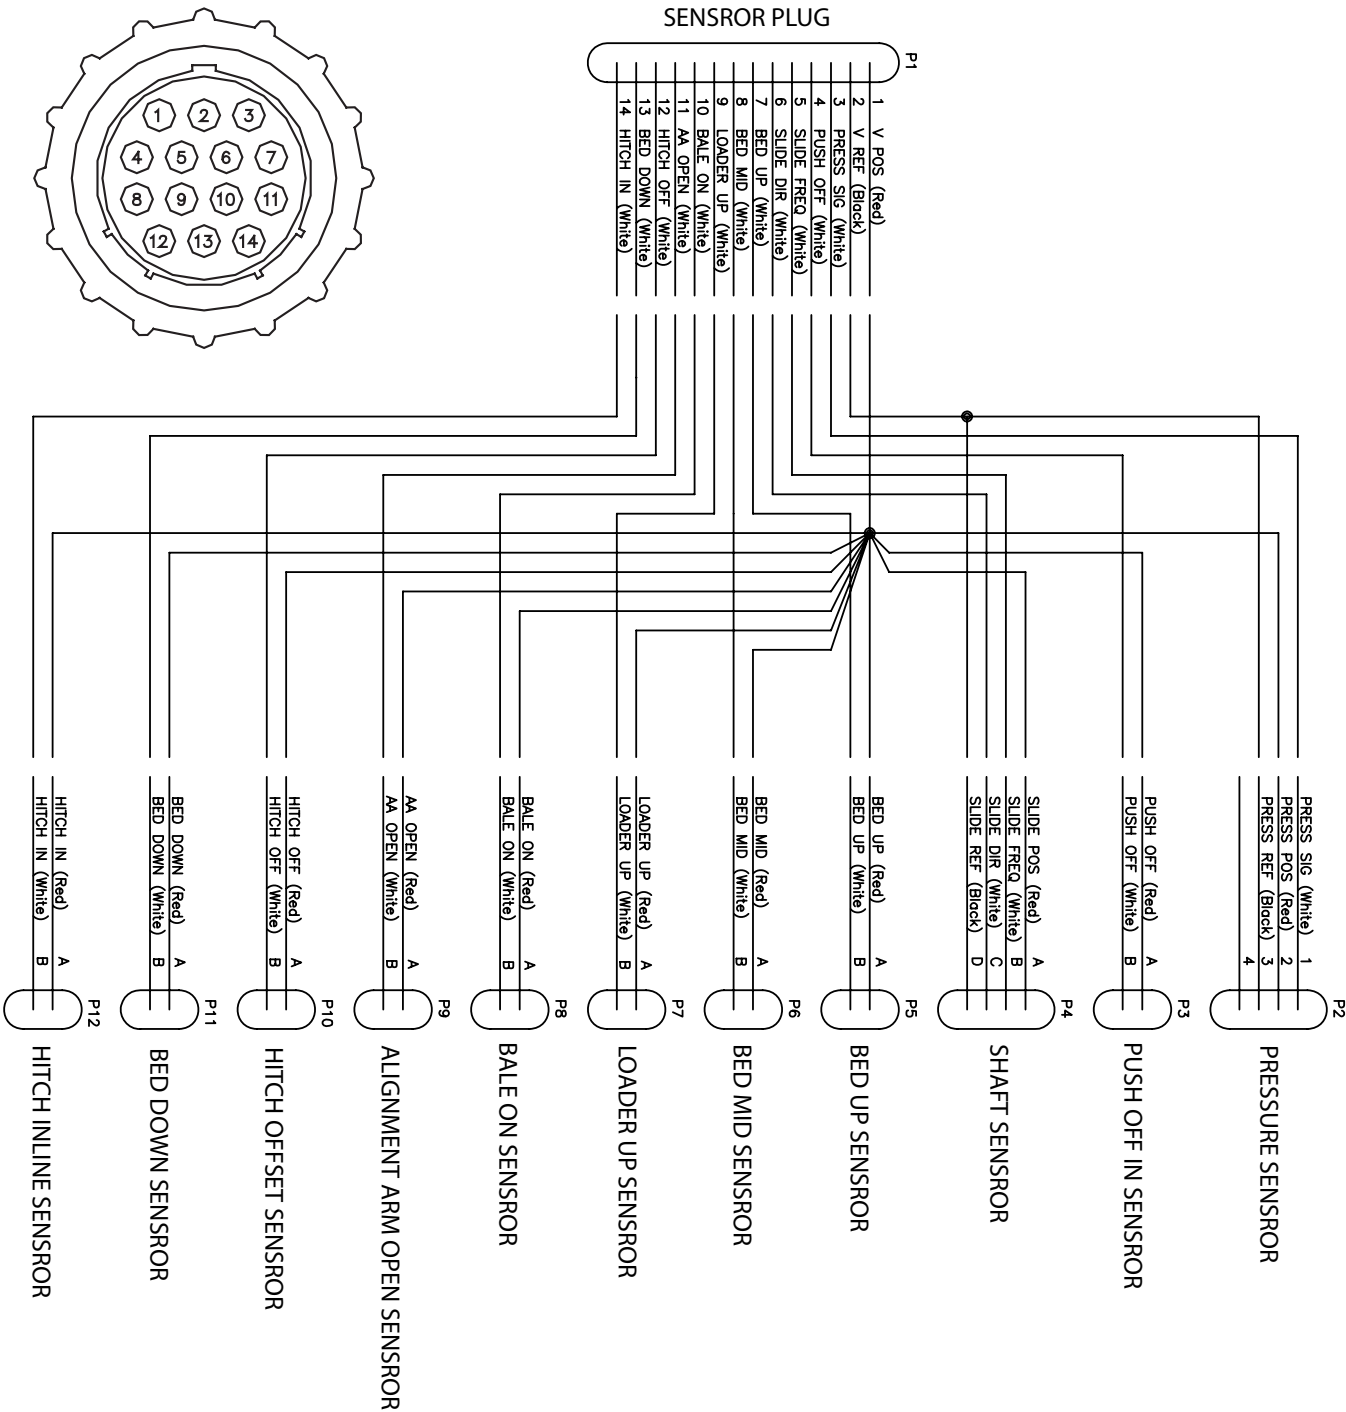 SENSROR PLUG
P1
1 V POS (Red)
2 V REF (Black)
3 PRESS SIG (White)
4 PUSH OFF (White)
5 SLIDE FREQ (White)
6 SLIDE DIR (White)
7 BED UP (White)
8 BED MID (White)
9 LOADER UP (White)
10 BALE ON (White)
11 AA OPEN (White)
12 HITCH OFF (White)
13 BED DOWN (White)
14 HITCH IN (White)
1 2 3
4 5 6 7
8 9 10 11
12 13 14
PRESS SIG (White) 1
PRESS POS (Red) 2
PRESS REF (Black) 3
4
P2
PRESSURE SENSROR
PUSH OFF (Red) A
PUSH OFF (White) B
P3
PUSH OFF IN SENSROR
SLIDE POS (Red) A
SLIDE FREQ (White) B
SLIDE DIR (White) C
SLIDE REF (Black) D
P4
SHAFT SENSROR
BED UP (Red) A
BED UP (White) B
P5
BED UP SENSROR
BED MID (Red) A
BED MID (White) B
P6
BED MID SENSROR
LOADER UP (Red) A
LOADER UP (White) B
P7
LOADER UP SENSROR
BALE ON (Red) A
BALE ON (White) B
P8
BALE ON SENSROR
AA OPEN (Red) A
AA OPEN (White) B
P9
ALIGNMENT ARM OPEN SENSROR
HITCH OFF (Red) A
HITCH OFF (White) B
P10
HITCH OFFSET SENSROR
BED DOWN (Red) A
BED DOWN (White) B
P11
BED DOWN SENSROR
HITCH IN (Red) A
HITCH IN (White) B
P12
HITCH INLINE SENSROR